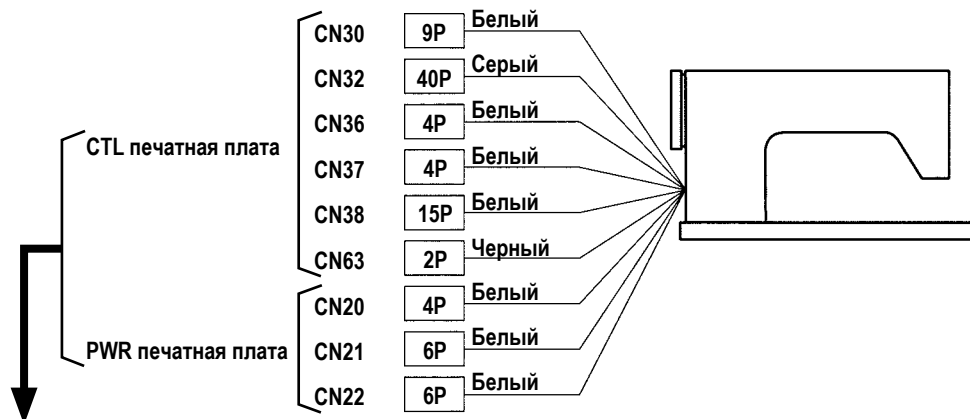 CN30 9P Белый
CN32 40P Серый
CN36 4P Белый
CTL печатная плата
CN37 4P Белый
CN38 15P Белый
CN63 2P Черный
CN20 4P Белый
PWR печатная плата
CN21 6P Белый
CN22 6P Белый